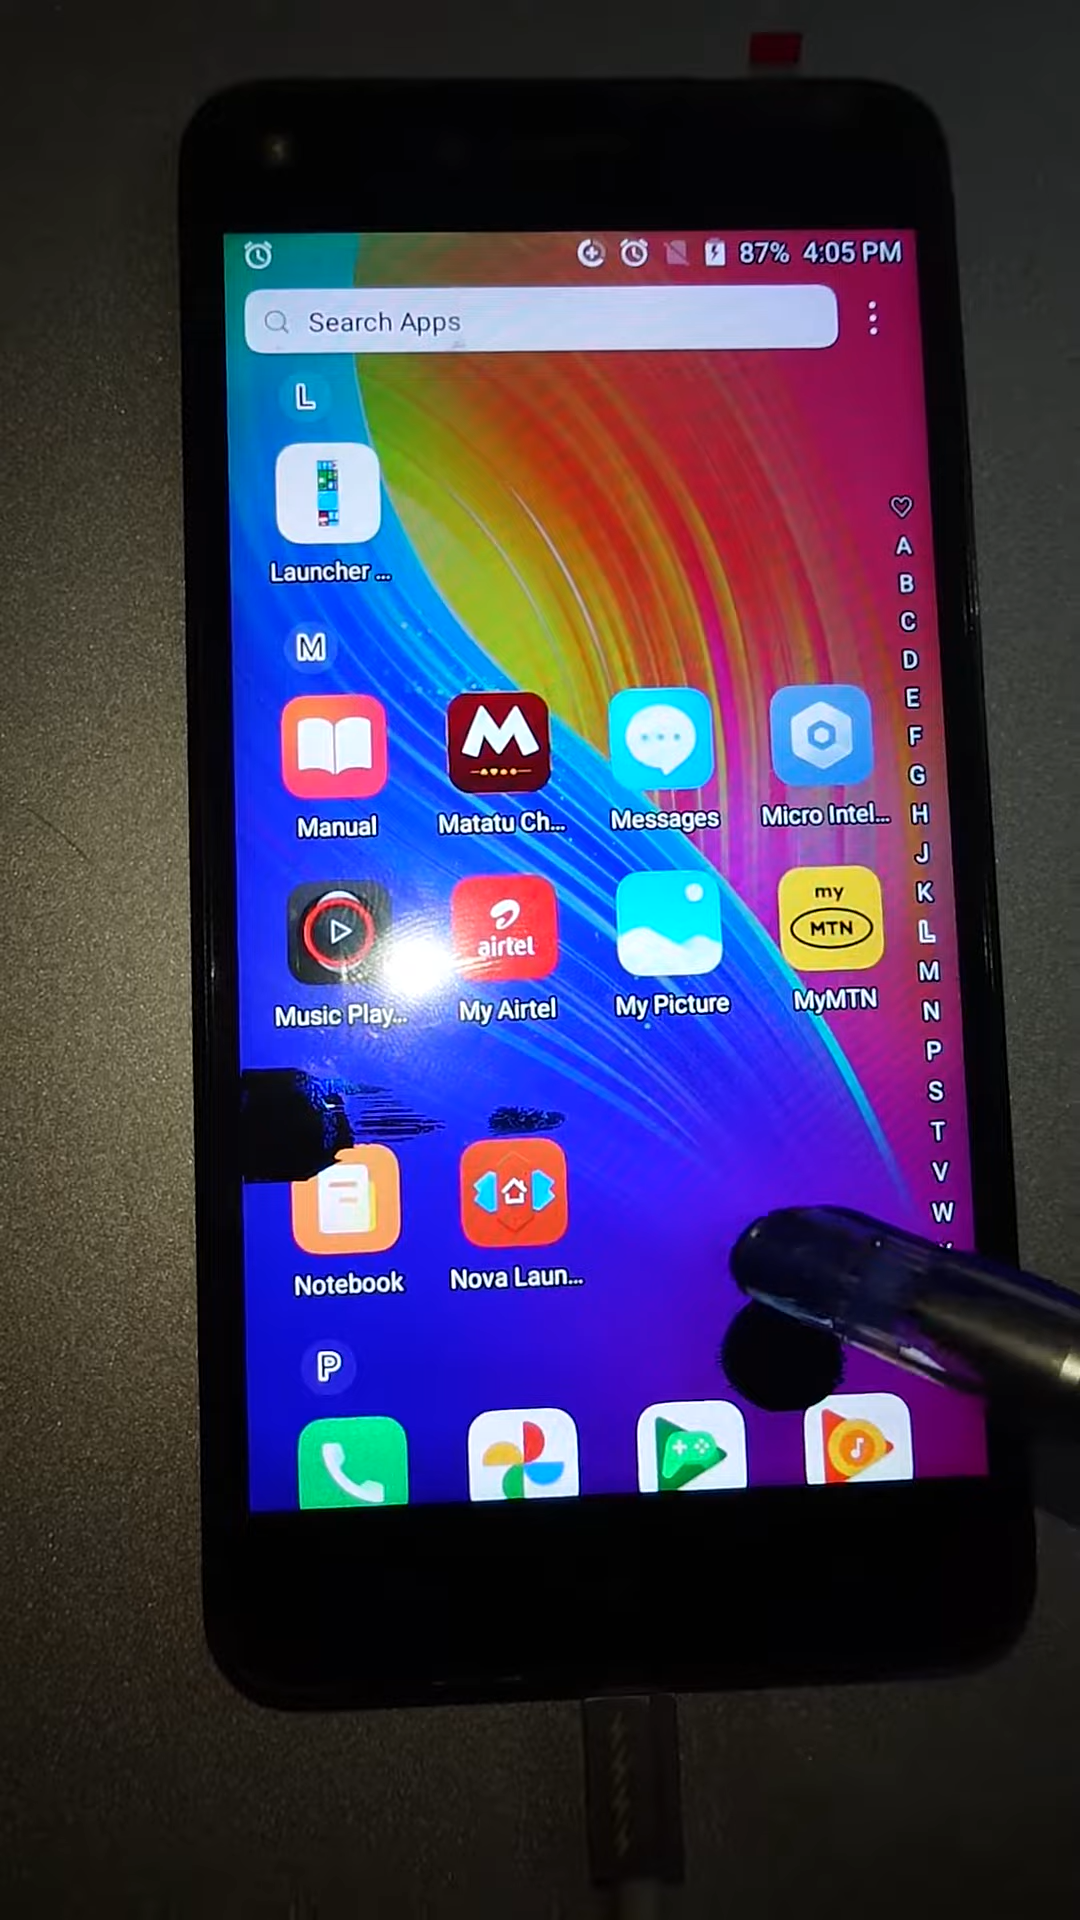 87% 4:05 PM
Search Apps
L
Launcher ...
M
Manual
Matatu Ch...
Messages
Micro Intel...
airtel
my
MTN
Music Play...
My Airtel
My Picture
MyMTN
Notebook
Nova Laun...
P
A
B
C
D
E
F
G
H
J
K
L
M
N
P
S
T
V
W